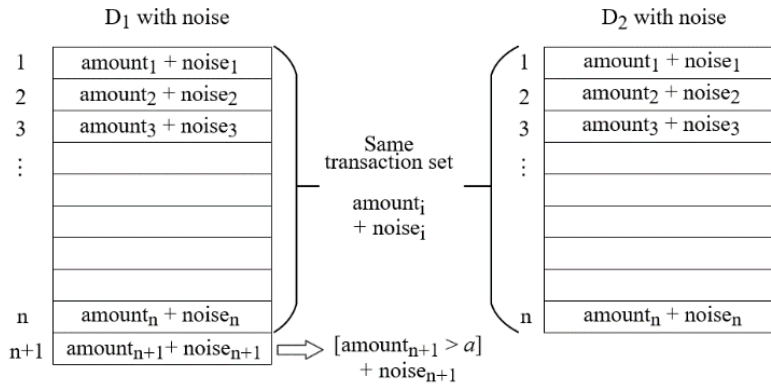 D₁ with noise
D₂ with noise
1
amount₁ + noise₁
2
amount₂ + noise₂
3
amount₃ + noise₃
⋮
n
amountₙ + noiseₙ
n+1
amountₙ₊₁+ noiseₙ₊₁
Same
transaction set
amountᵢ
+ noiseᵢ
[amountₙ₊₁ > a]
+ noiseₙ₊₁
1
amount₁ + noise₁
2
amount₂ + noise₂
3
amount₃ + noise₃
⋮
n
amountₙ + noiseₙ